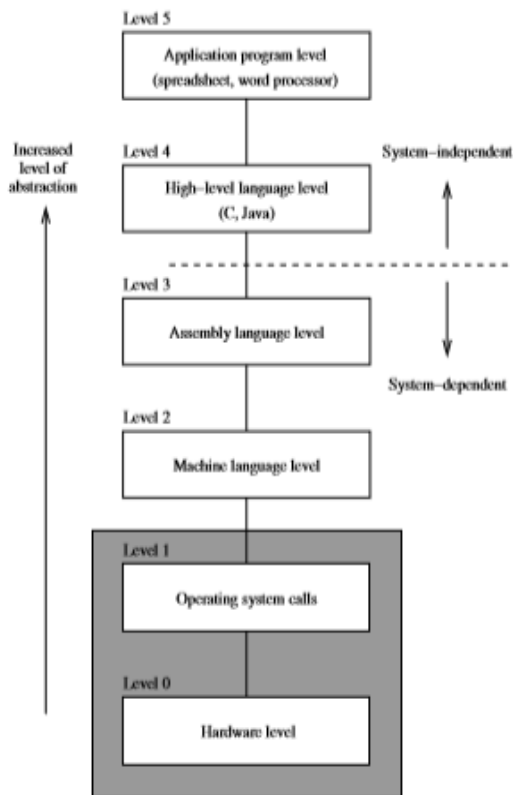 Level 5
Application program level
(spreadsheet, word processor)
Increased
level of
abstraction
Level 4
High–level language level
(C, Java)
System–independent
Level 3
Assembly language level
System–dependent
Level 2
Machine language level
Level 1
Operating system calls
Level 0
Hardware level